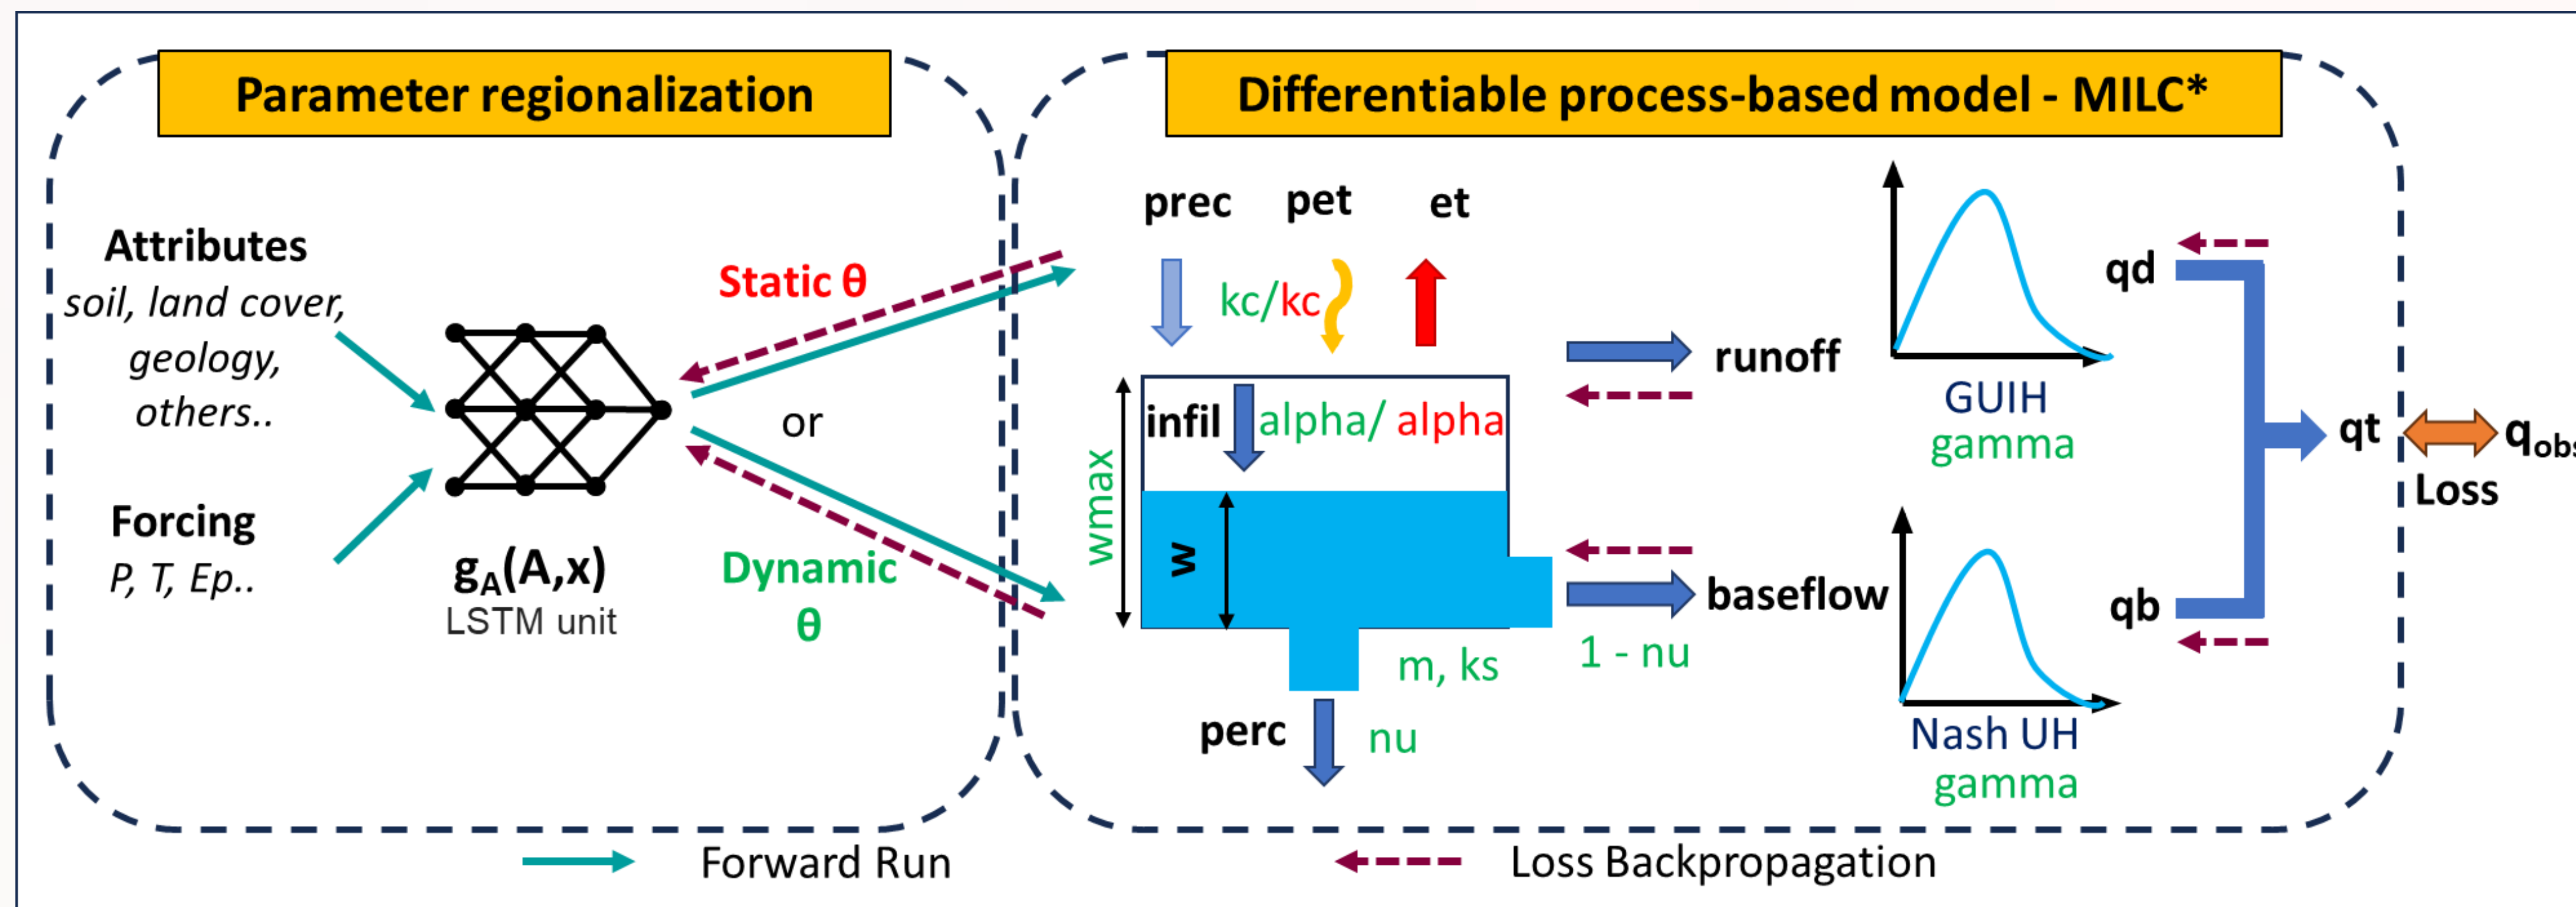 Parameter regionalization
Attributes
soil, land cover,
geology,
others..
Forcing
P, T, Ep..
gA(A,x)
LSTM unit
Static θ
or
Dynamic
θ
Differentiable process-based model - MILC*
prec
pet
et
kc/kc
infil
alpha/ alpha
wmax
w
m, ks
perc
nu
runoff
baseflow
1 - nu
GUIH
gamma
Nash UH
gamma
qd
qb
qt
qobs
Loss
Forward Run
Loss Backpropagation